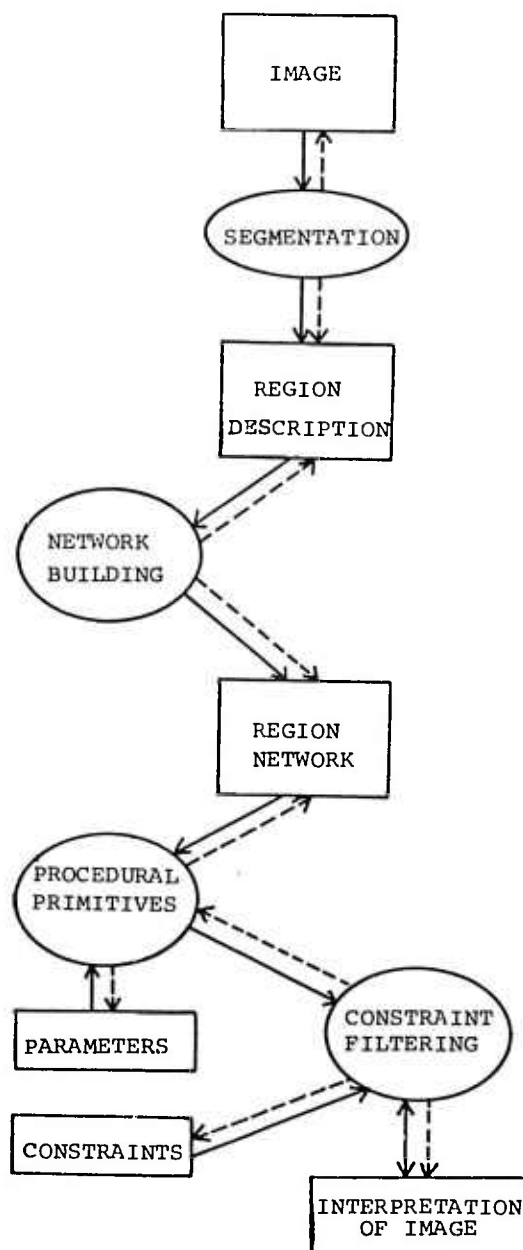 IMAGE
SEGMENTATION
REGION
DESCRIPTION
NETWORK
BUILDING
REGION
NETWORK
PROCEDURAL
PRIMITIVES
PARAMETERS
CONSTRAINT
FILTERING
CONSTRAINTS
INTERPRETATION
OF IMAGE